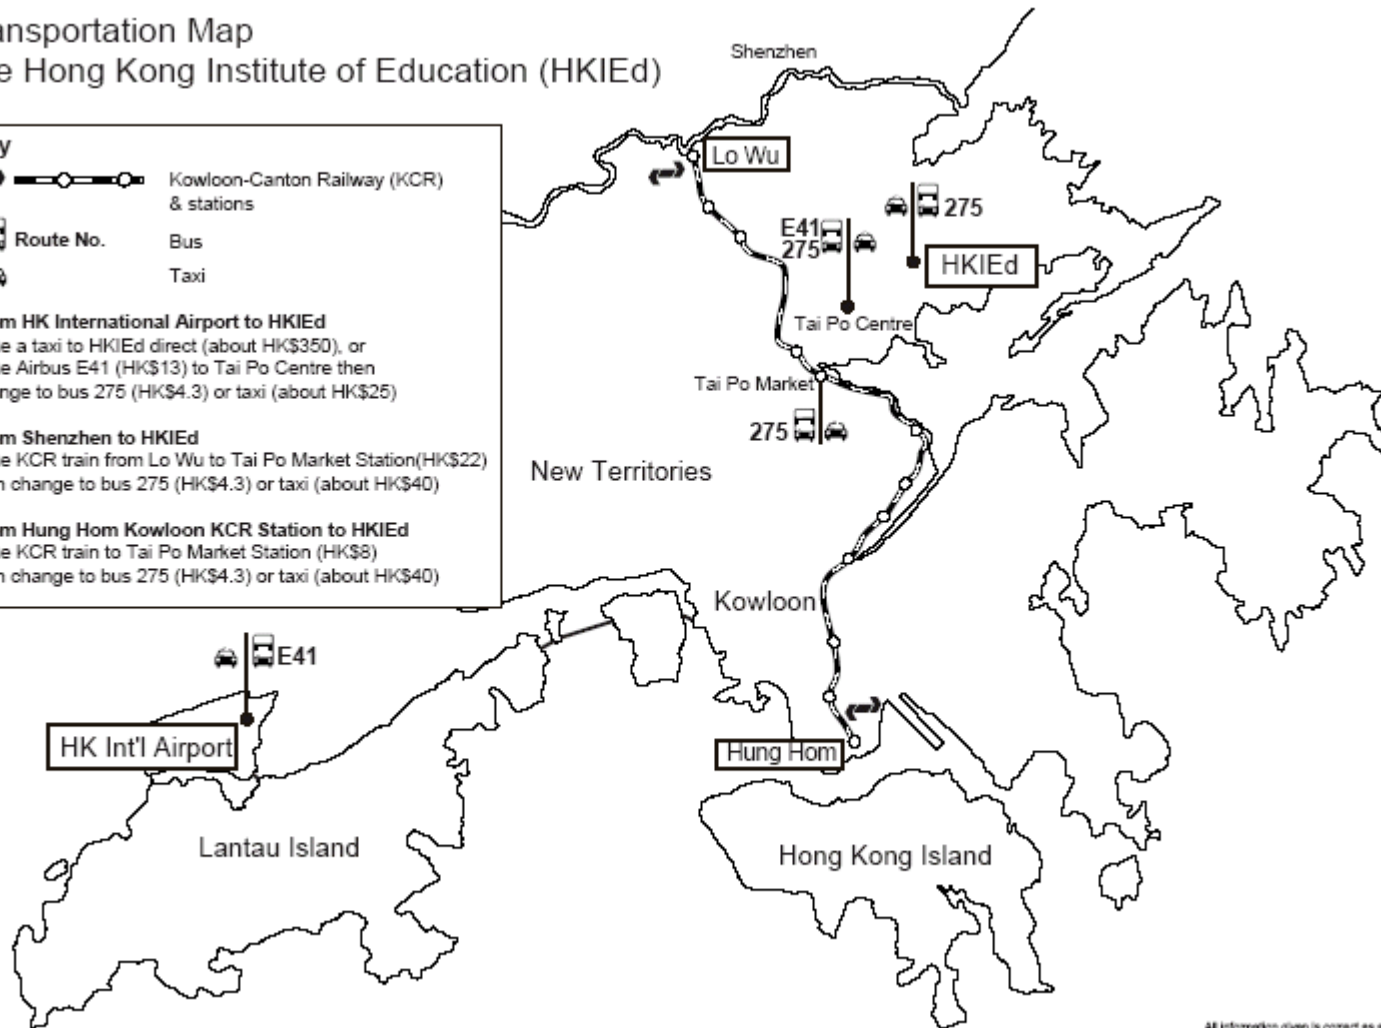 ansportation Map
e Hong Kong Institute of Education (HKIEd)
y
Kowloon-Canton Railway (KCR)
& stations
Route No. Bus
Taxi
m HK International Airport to HKIEd
e a taxi to HKIEd direct (about HK$350), or
e Airbus E41 (HK$13) to Tai Po Centre then
nge to bus 275 (HK$4.3) or taxi (about HK$25)
m Shenzhen to HKIEd
e KCR train from Lo Wu to Tai Po Market Station(HK$22)
n change to bus 275 (HK$4.3) or taxi (about HK$40)
m Hung Hom Kowloon KCR Station to HKIEd
e KCR train to Tai Po Market Station (HK$8)
n change to bus 275 (HK$4.3) or taxi (about HK$40)
Shenzhen
Lo Wu
275
E41
275
HKIEd
Tai Po Centre
Tai Po Market
275
New Territories
Kowloon
E41
HK Int'l Airport
Hung Hom
Lantau Island
Hong Kong Island
All information given is correct as